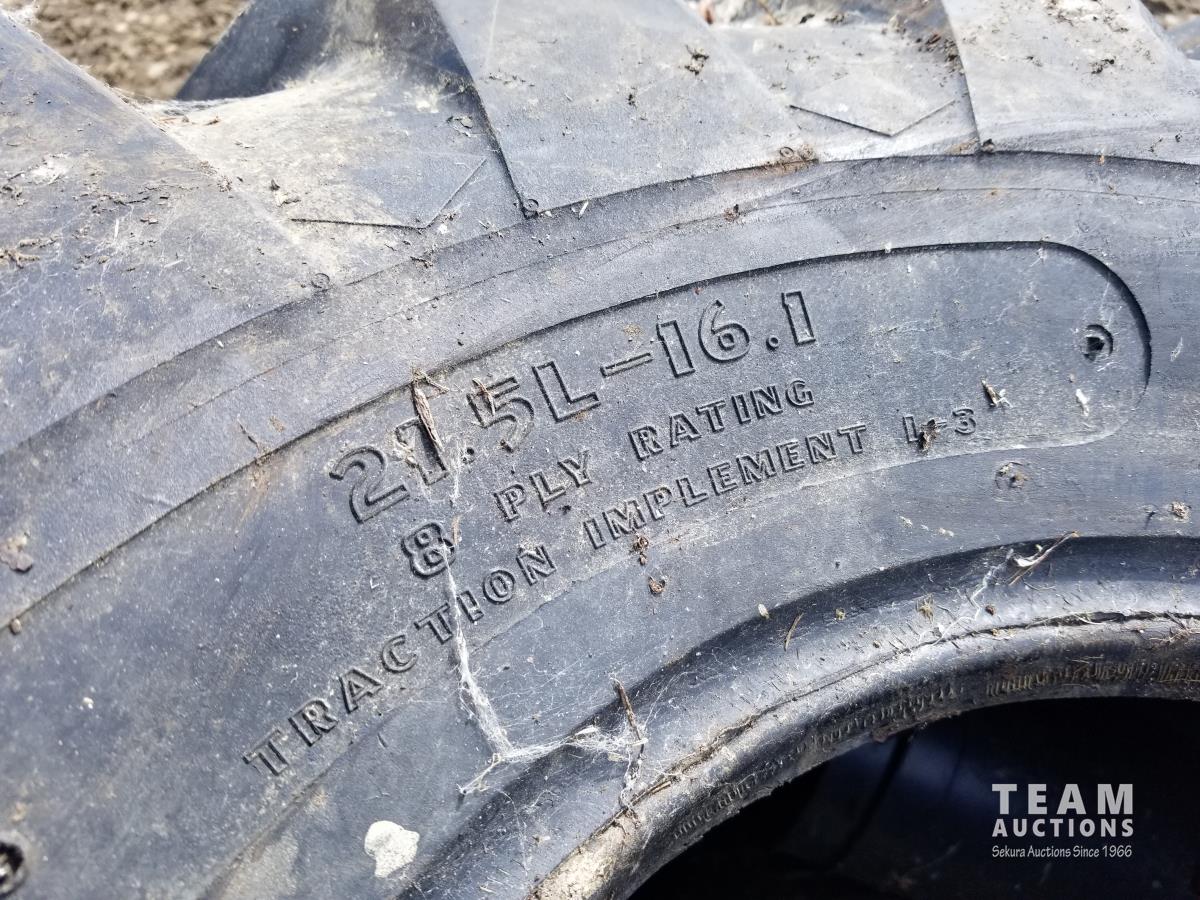 21.5L-16.1
8 PLY RATING
TRACTION IMPLEMENT I-3
TEAM
AUCTIONS
Sekura Auctions Since 1966